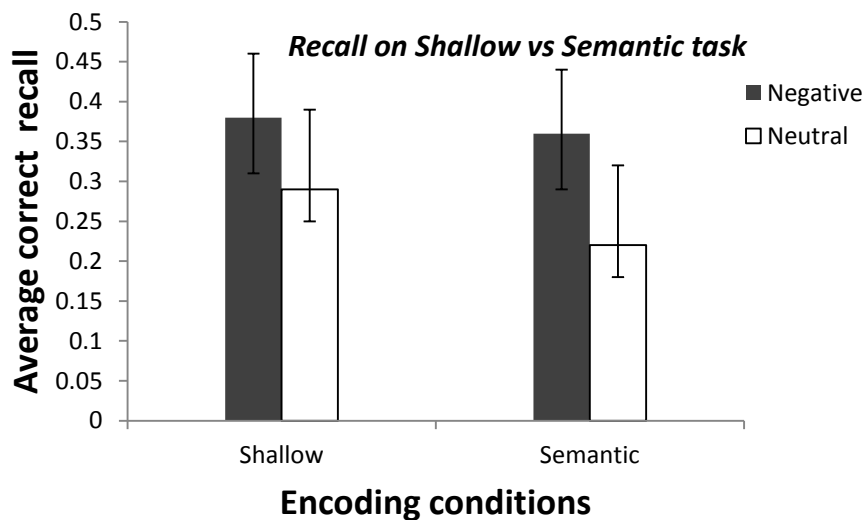 Recall on Shallow vs Semantic task
Average correct recall
0.5
0.45
0.4
0.35
0.3
0.25
0.2
0.15
0.1
0.05
0
Negative
Neutral
Shallow
Semantic
Encoding conditions